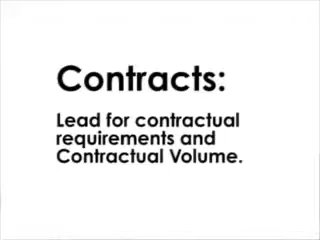 Contracts:
Lead for contractual
requirements and
Contractual Volume.